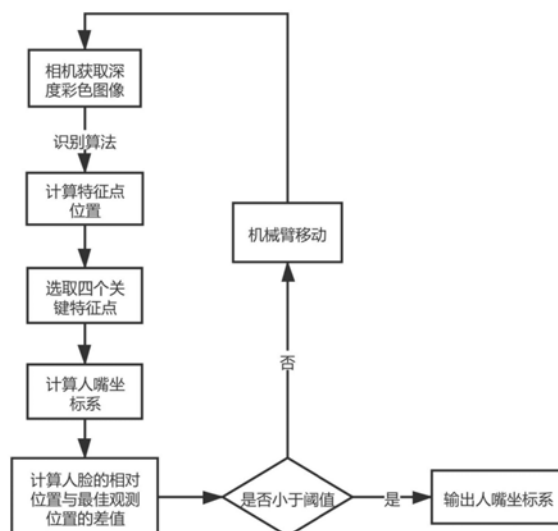 相机获取深
度彩色图像
识别算法
计算特征点
位置
选取四个关
键特征点
计算人嘴坐
标系
计算人脸的相对
位置与最佳观测
位置的差值
是否小于阈值
否
机械臂移动
是
输出人嘴坐标系